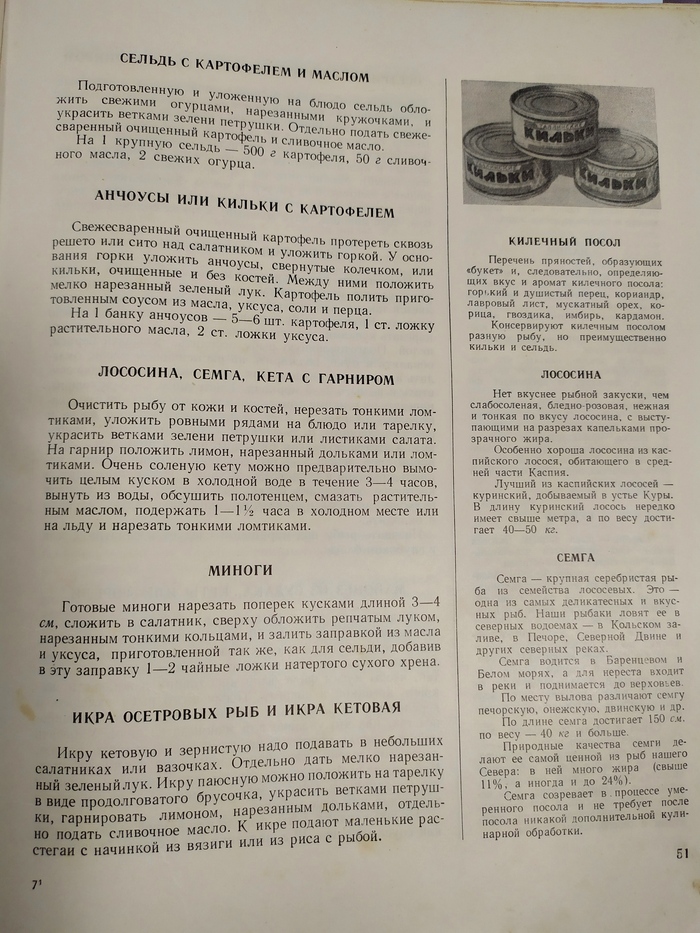 СЕЛЬДЬ С КАРТОФЕЛЕМ И МАСЛОМ
Подготовленную и уложенную на блюдо сельдь обло-
жить свежими огурцами, нарезанными кружочками, и
украсить ветками зелени петрушки. Отдельно подать свеже-
сваренный очищенный картофель и сливочное масло.
На 1 крупную сельдь — 500 г картофеля, 50 г сливоч-
ного масла, 2 свежих огурца.
АНЧОУСЫ ИЛИ КИЛЬКИ С КАРТОФЕЛЕМ
Свежесваренный очищенный картофель протереть сквозь
решето или сито над салатником и уложить горкой. У осно-
вания горки уложить анчоусы, свернутые колечком, или
кильки, очищенные и без костей. Между ними положить
мелко нарезанный зеленый лук. Картофель полить приго-
товленным соусом из масла, уксуса, соли и перца.
На 1 банку анчоусов — 5—6 шт. картофеля, 1 ст. ложку
растительного масла, 2 ст. ложки уксуса.
ЛОСОСИНА, СЕМГА, КЕТА С ГАРНИРОМ
Очистить рыбу от кожи и костей, нерезать тонкими лом-
тиками, уложить ровными рядами на блюдо или тарелку,
украсить ветками зелени петрушки или листиками салата.
На гарнир положить лимон, нарезанный дольками или лом-
тиками. Очень соленую кету можно предварительно вымо-
чить целым куском в холодной воде в течение 3—4 часов,
вынуть из воды, обсушить полотенцем, смазать раститель-
ным маслом, подержать 1—1½ часа в холодном месте или
на льду и нарезать тонкими ломтиками.
МИНОГИ
Готовые миноги нарезать поперек кусками длиной 3—4
см, сложить в салатник, сверху обложить репчатым луком,
нарезанным тонкими кольцами, и залить заправкой из масла
и уксуса, приготовленной так же, как для сельди, добавив
в эту заправку 1—2 чайные ложки натертого сухого хрена.
ИКРА ОСЕТРОВЫХ РЫБ И ИКРА КЕТОВАЯ
Икру кетовую и зернистую надо подавать в небольших
салатниках или вазочках. Отдельно дать мелко нарезан-
ный зеленый лук. Икру паюсную можно положить на тарелку
в виде продолговатого брусочка, украсить ветками петруш-
ки, гарнировать лимоном, нарезанным дольками, отдель-
но подать сливочное масло. К икре подают маленькие рас-
стегаи с начинкой из вязиги или из риса с рыбой.
7¹
КИЛЬКИ
КИЛЬКИ
КИЛЬКИ
КИЛЕЧНЫЙ ПОСОЛ
Перечень пряностей, образующих
«букет» и, следовательно, определяю-
щих вкус и аромат килечного посола:
горький и душистый перец, кориандр,
лавровый лист, мускатный орех, ко-
рица, гвоздика, имбирь, кардамон.
Консервируют килечным посолом
разную рыбу, но преимущественно
кильки и сельдь.
ЛОСОСИНА
Нет вкуснее рыбной закуски, чем
слабосоленая, бледно-розовая, нежная
и тонкая по вкусу лососина, с высту-
пающими на разрезах капельками про-
зрачного жира.
Особенно хороша лососина из кас-
пийского лосося, обитающего в сред-
ней части Каспия.
Лучший из каспийских лососей —
куринский, добываемый в устье Куры.
В длину куринский лосось нередко
имеет свыше метра, а по весу дости-
гает 40—50 кг.
СЕМГА
Семга — крупная серебристая ры-
ба из семейства лососевых. Это —
одна из самых деликатесных и вкус-
ных рыб. Наши рыбаки ловят ее в
северных водоемах — в Кольском за-
ливе, в Печоре, Северной Двине и
других северных реках.
Семга водится в Баренцевом и
Белом морях, а для нереста входит
в реки и поднимается до верховьев.
По месту вылова различают семгу
печорскую, онежскую, двинскую и др.
По длине семга достигает 150 см,
по весу — 40 кг и больше.
Природные качества семги де-
лают ее самой ценной из рыб нашего
Севера: в ней много жира (свыше
11%, а иногда и до 24%).
Семга созревает в процессе уме-
ренного посола и не требует после
посола никакой дополнительной кули-
нарной обработки.
51